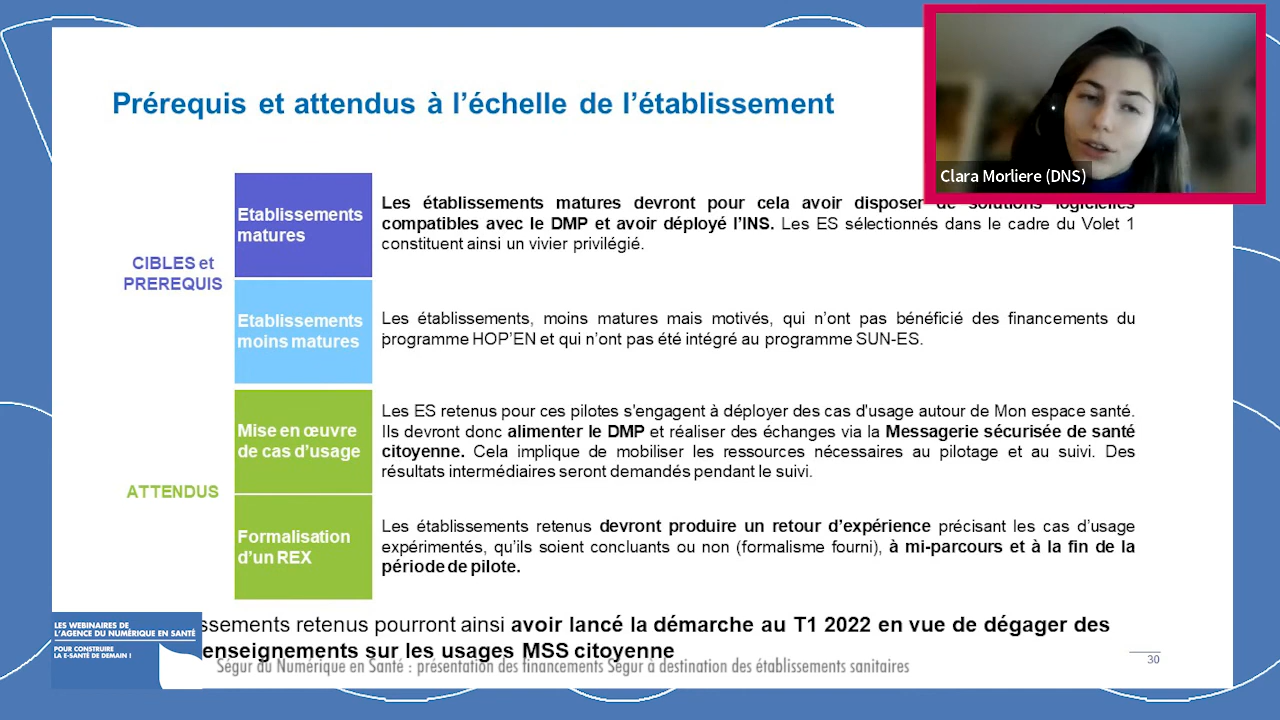 Prérequis et attendus à l'échelle de l'établissement
Clara Morliere (DNS)
CIBLES et
PREREQUIS
Etablissements
matures
Les établissements matures devront pour cela avoir disposer de solutions logicielles
compatibles avec le DMP et avoir déployé l'INS. Les ES sélectionnés dans le cadre du Volet 1
constituent ainsi un vivier privilégié.
Etablissements
moins matures
Les établissements, moins matures mais motivés, qui n'ont pas bénéficié des financements du
programme HOP'EN et qui n'ont pas été intégré au programme SUN-ES.
ATTENDUS
Mise en œuvre
de cas d'usage
Les ES retenus pour ces pilotes s'engagent à déployer des cas d'usage autour de Mon espace santé.
Ils devront donc alimenter le DMP et réaliser des échanges via la Messagerie sécurisée de santé
citoyenne. Cela implique de mobiliser les ressources nécessaires au pilotage et au suivi. Des
résultats intermédiaires seront demandés pendant le suivi.
Formalisation
d'un REX
Les établissements retenus devront produire un retour d'expérience précisant les cas d'usage
expérimentés, qu'ils soient concluants ou non (formalisme fourni), à mi-parcours et à la fin de la
période de pilote.
ssements retenus pourront ainsi avoir lancé la démarche au T1 2022 en vue de dégager des
enseignements sur les usages MSS citoyenne
LES WEBINAIRES DE
L'AGENCE DU NUMÉRIQUE EN SANTÉ
POUR CONSTRUIRE
LA E-SANTÉ DE DEMAIN !
Ségur du Numérique en Santé : présentation des financements Ségur à destination des établissements sanitaires
30